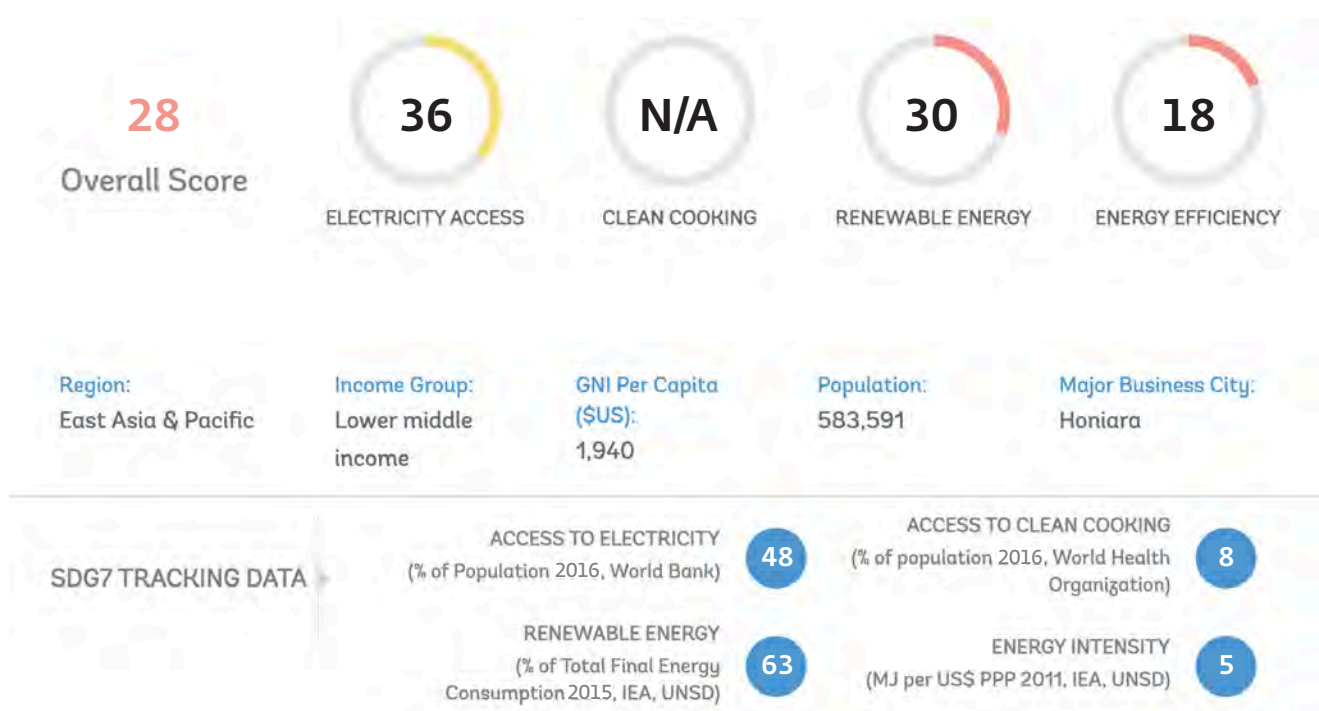 28
Overall Score
36
ELECTRICITY ACCESS
N/A
CLEAN COOKING
30
RENEWABLE ENERGY
18
ENERGY EFFICIENCY
Region:
East Asia & Pacific
Income Group:
Lower middle
income
GNI Per Capita
($US):
1,940
Population:
583,591
Major Business City:
Honiara
SDG7 TRACKING DATA
ACCESS TO ELECTRICITY
(% of Population 2016, World Bank)
48
ACCESS TO CLEAN COOKING
(% of population 2016, World Health
Organization)
8
RENEWABLE ENERGY
(% of Total Final Energy
Consumption 2015, IEA, UNSD)
63
ENERGY INTENSITY
(MJ per US$ PPP 2011, IEA, UNSD)
5